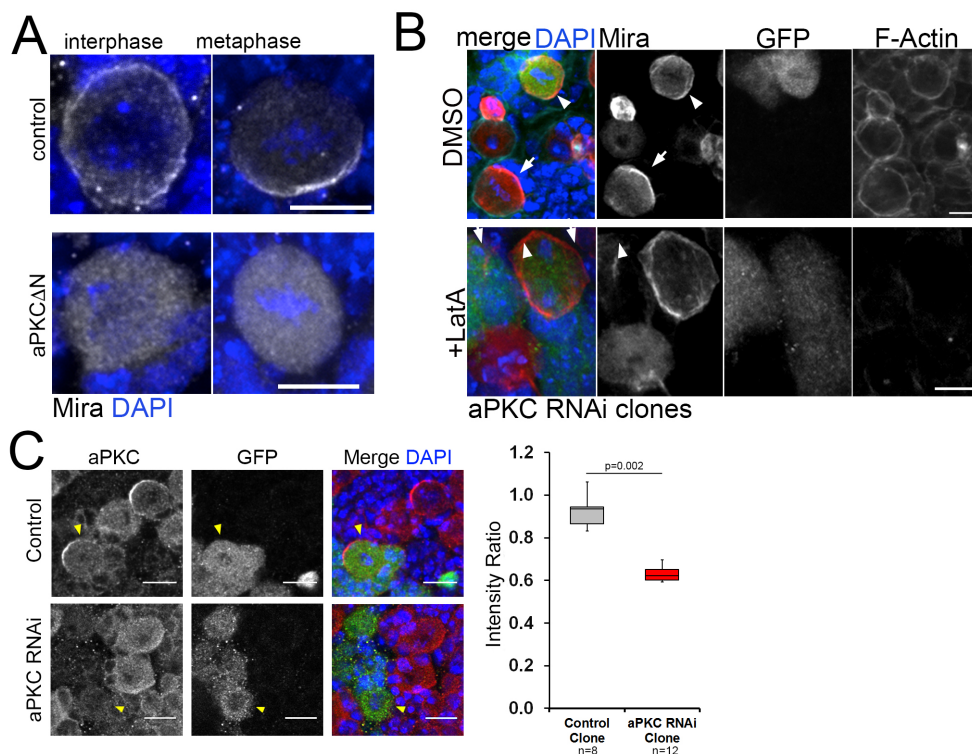 A
interphase metaphase
control
aPKCΔN
Mira DAPI
B
merge DAPI Mira GFP F-Actin
DMSO
+LatA
aPKC RNAi clones
C
aPKC GFP Merge DAPI
Control
aPKC RNAi
1.2
1.0
0.8
0.6
0.4
0.2
0.0
Intensity Ratio
p=0.002
Control
Clone
n=8
aPKC RNAi
Clone
n=12